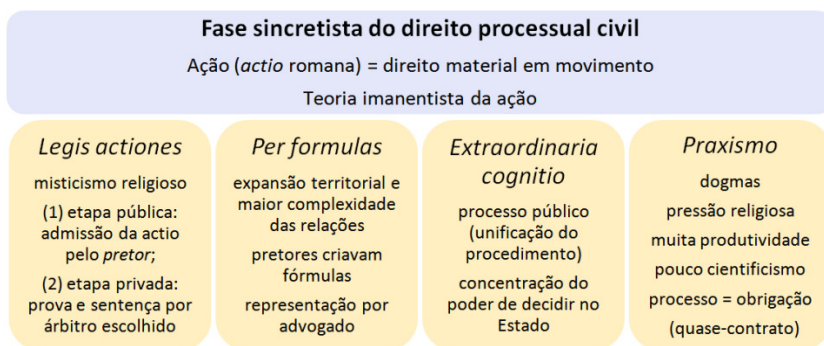 Fase sincretista do direito processual civil
Ação (actio romana) = direito material em movimento
Teoria imanentista da ação
Legis actiones
misticismo religioso
(1) etapa pública:
admissão da actio
pelo pretor;
(2) etapa privada:
prova e sentença por
árbitro escolhido
Per formulas
expansão territorial e
maior complexidade
das relações
pretores criavam
fórmulas
representação por
advogado
Extraordinaria
cognitio
processo público
(unificação do
procedimento)
concentração do
poder de decidir no
Estado
Praxismo
dogmas
pressão religiosa
muita produtividade
pouco cientificismo
processo = obrigação
(quase-contrato)